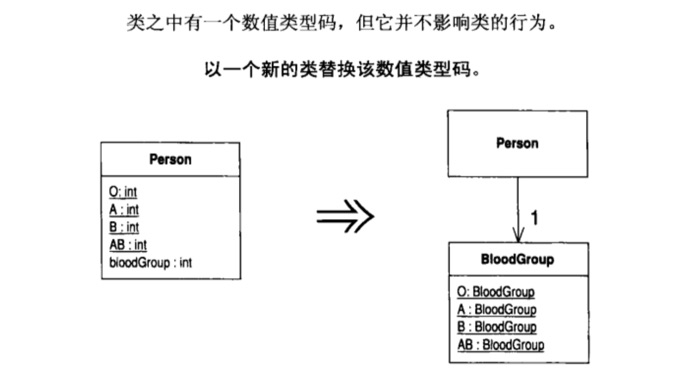 类之中有一个数值类型码，但它并不影响类的行为。
以一个新的类替换该数值类型码。
Person
O: int
A : int
B : int
AB : int
bloodGroup : int
Person
1
BloodGroup
O: BloodGroup
A : BloodGroup
B : BloodGroup
AB : BloodGroup